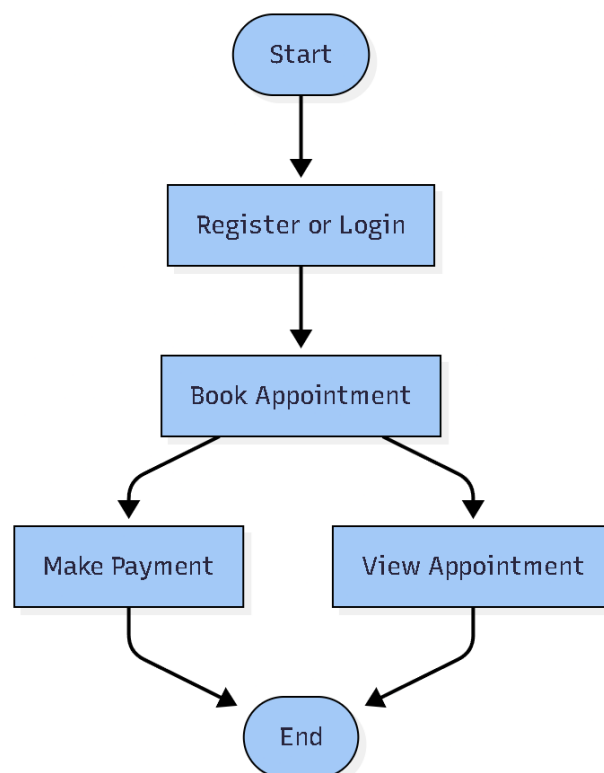 Start
Register or Login
Book Appointment
Make Payment
View Appointment
End